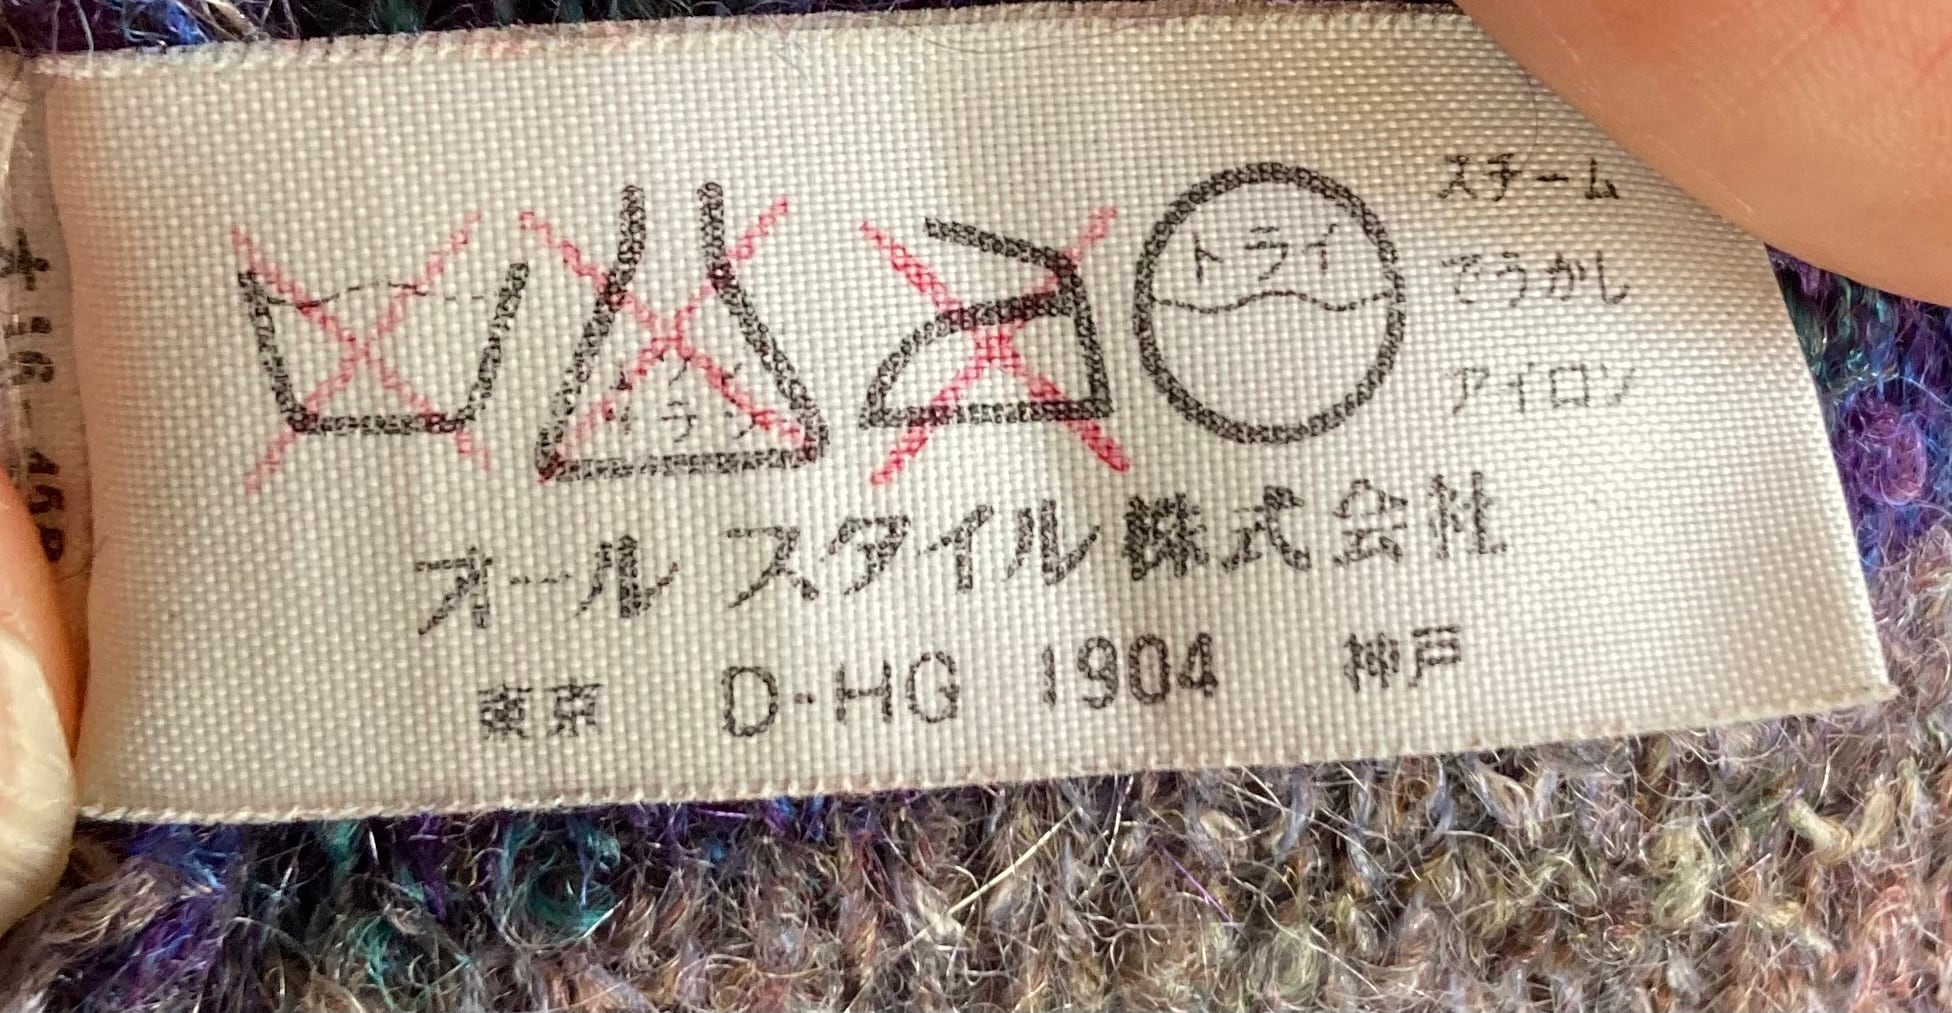 ドライ
スチーム
でうかし
アイロン
オール スタイル 株式会社
東京 D-HG 1904 神戸